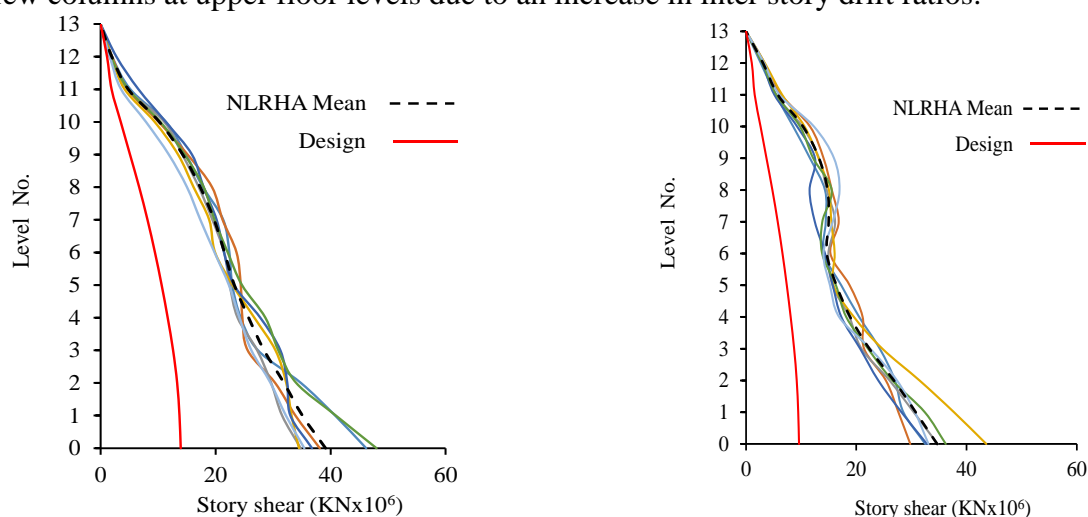 new columns at upper floor levels due to an increase in inter story drift ratios.
13
12
11
10
9
8
7
6
5
4
3
2
1
0
Level No.
NLRHA Mean
Design
0 20 40 60
Story shear (KNx10⁶)
13
12
11
10
9
8
7
6
5
4
3
2
1
0
Level No.
NLRHA Mean
Design
0 20 40 60
Story shear (KNx10⁶)